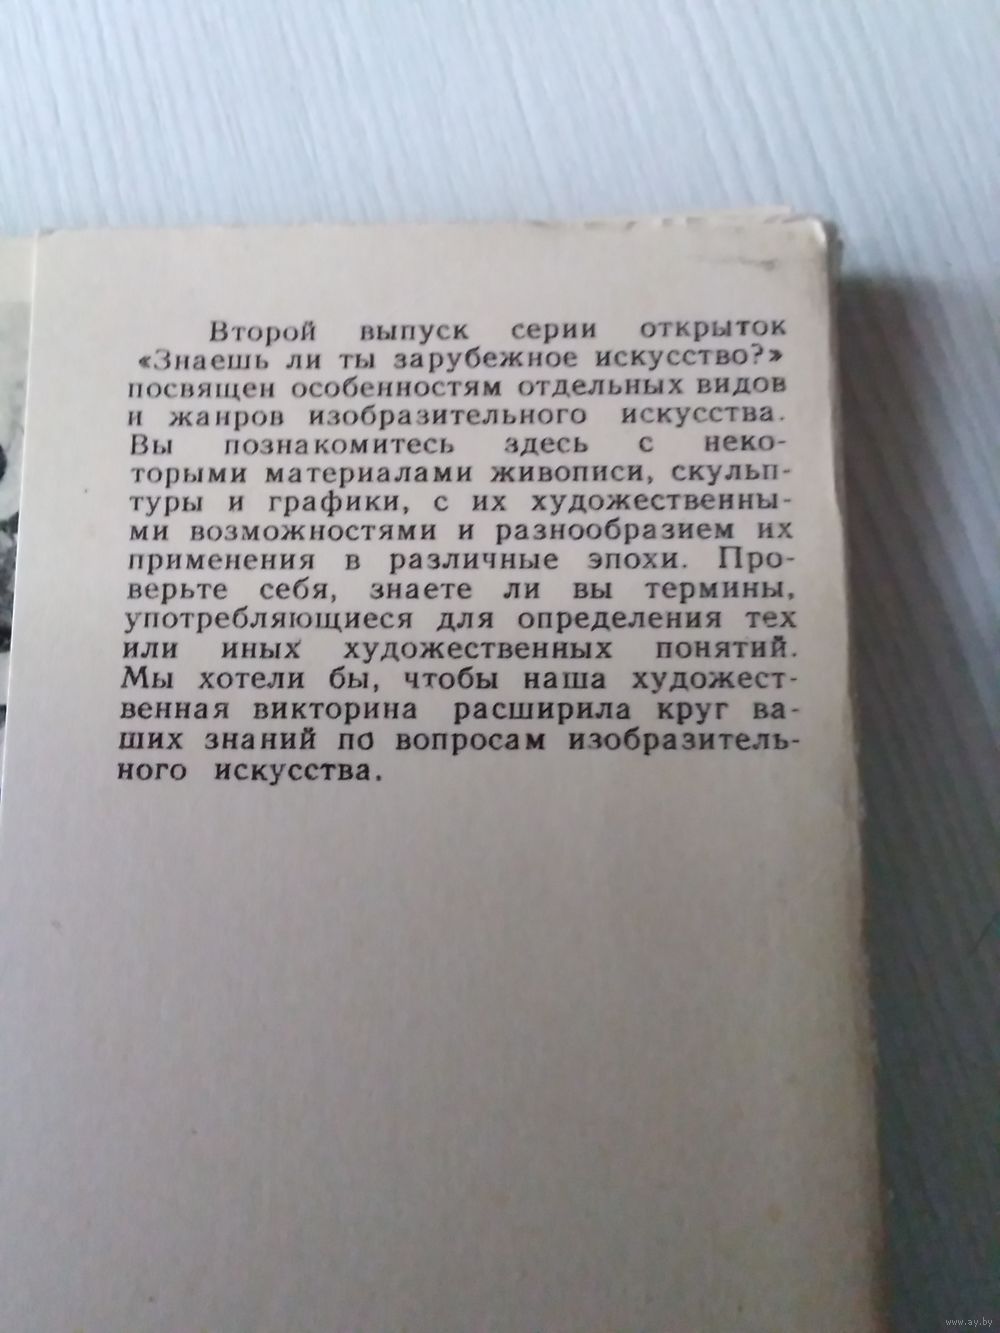 Второй выпуск серии открыток
«Знаешь ли ты зарубежное искусство?»
посвящен особенностям отдельных видов
и жанров изобразительного искусства.
Вы познакомитесь здесь с неко-
торыми материалами живописи, скульп-
туры и графики, с их художественны-
ми возможностями и разнообразием их
применения в различные эпохи. Про-
верьте себя, знаете ли вы термины,
употребляющиеся для определения тех
или иных художественных понятий.
Мы хотели бы, чтобы наша художест-
венная викторина расширила круг ва-
ших знаний по вопросам изобразитель-
ного искусства.
www.ay.by